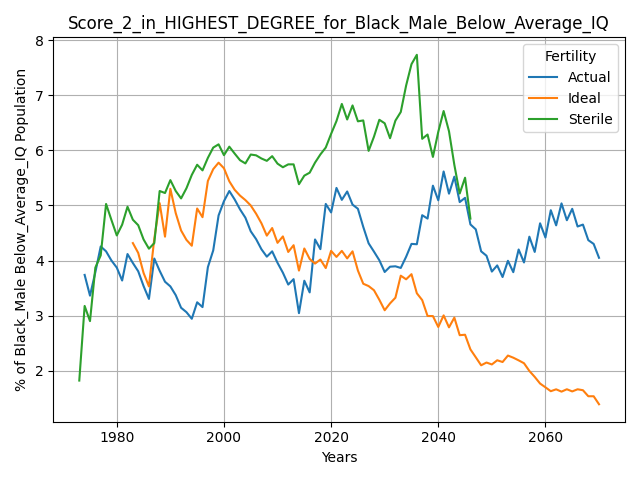 Score_2_in_HIGHEST_DEGREE_for_Black_Male_Below_Average_IQ
% of Black_Male Below_Average_IQ Population
8
7
6
5
4
3
2
Fertility
Actual
Ideal
Sterile
1980
2000
2020
2040
2060
Years